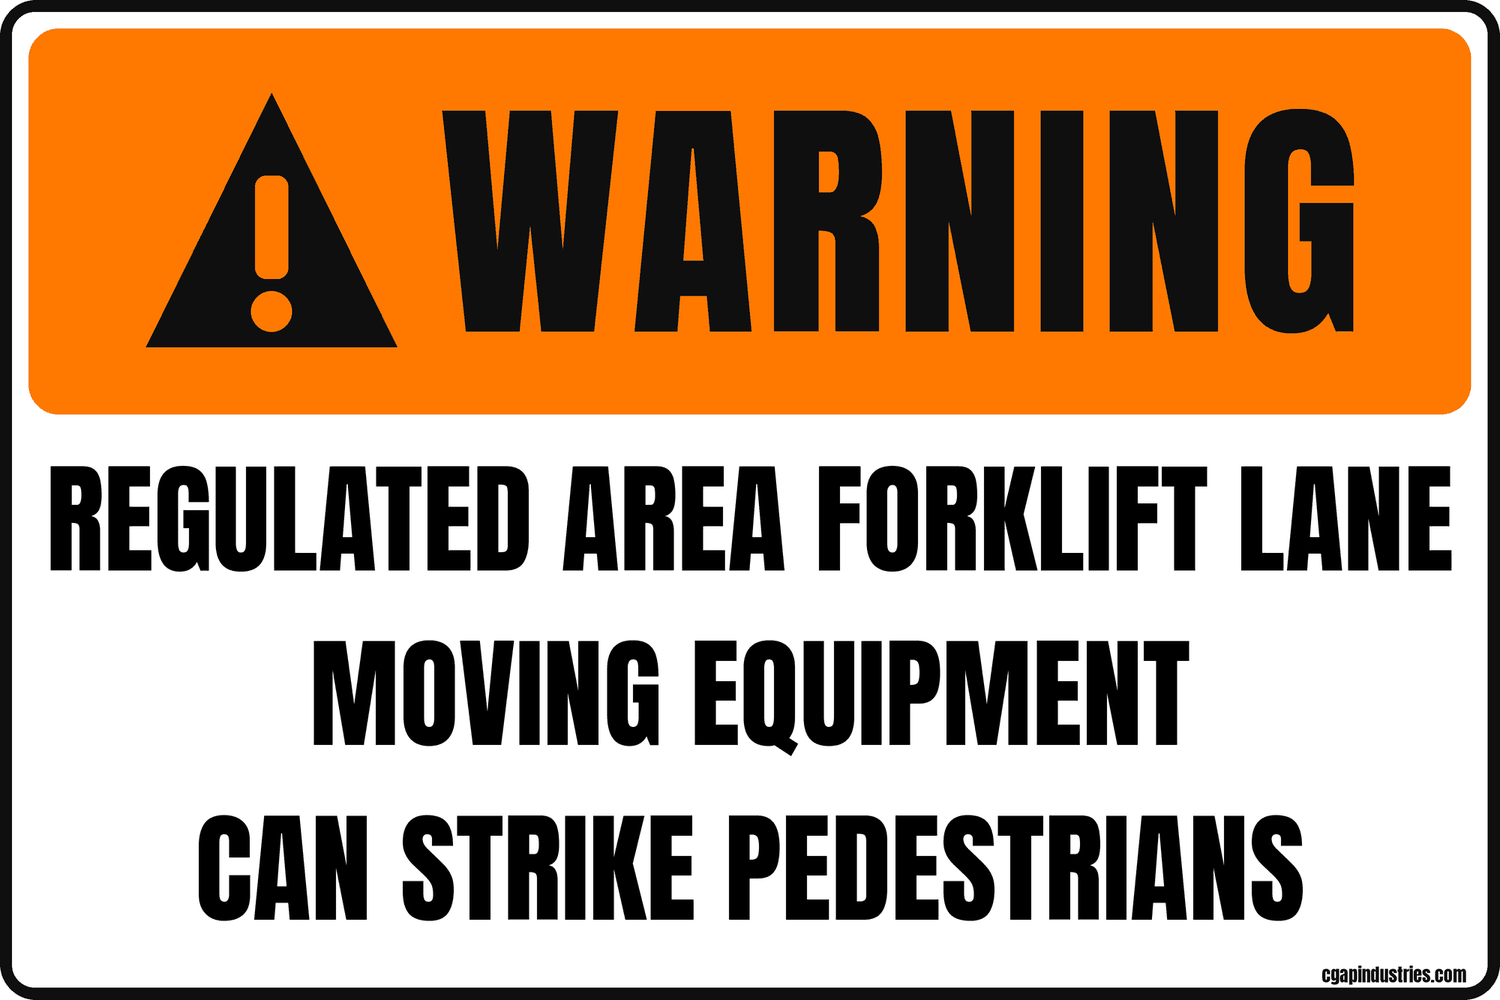 WARNING
REGULATED AREA FORKLIFT LANE
MOVING EQUIPMENT
CAN STRIKE PEDESTRIANS
cgapindustries.com